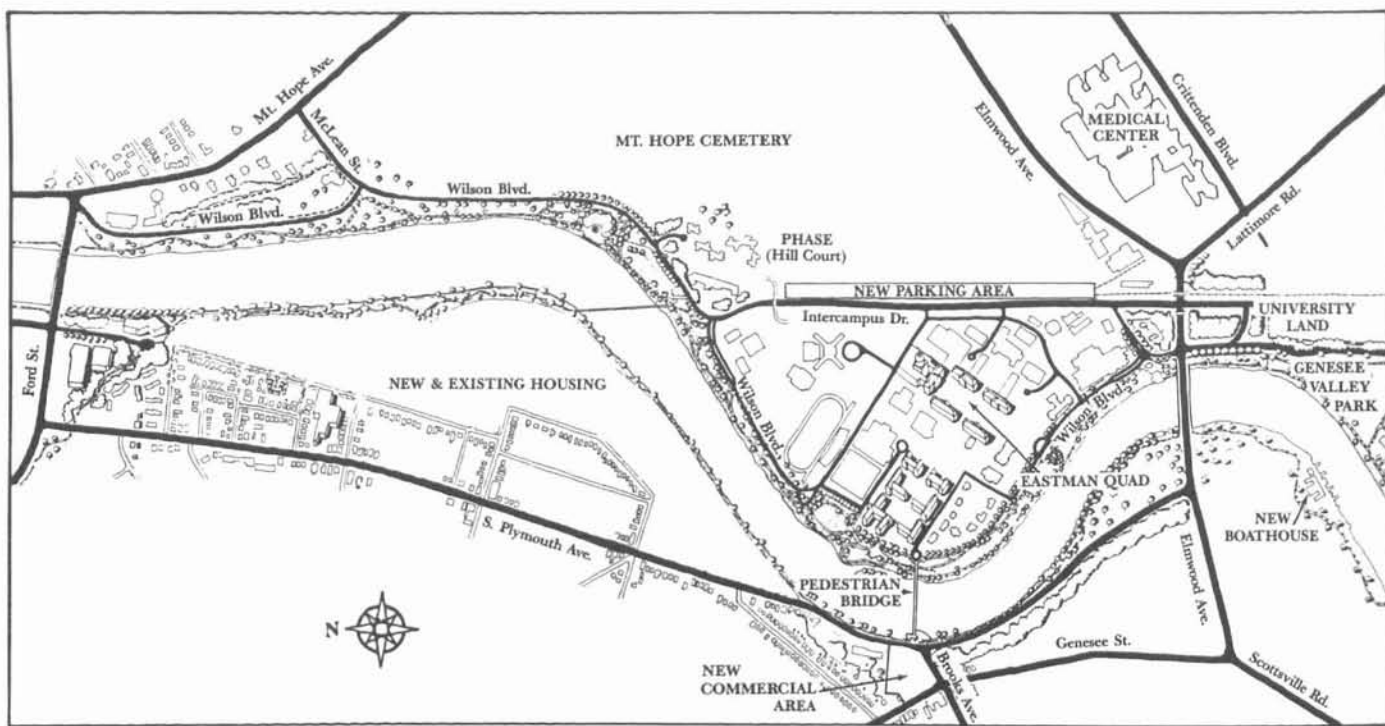 Mt. Hope Ave.
McLean St.
MT. HOPE CEMETERY
Elmwood Ave.
MEDICAL
CENTER
Crittenden Blvd.
Lattimore Rd.
Wilson Blvd.
Wilson Blvd.
PHASE
(Hill Court)
NEW PARKING AREA
Intercampus Dr.
UNIVERSITY
LAND
GENESEE
VALLEY
PARK
Ford St.
NEW & EXISTING HOUSING
Wilson Blvd.
Wilson Blvd.
EASTMAN QUAD
NEW
BOATHOUSE
S. Plymouth Ave.
PEDESTRIAN
BRIDGE
Elmwood Ave.
N
Genesee St.
Brooks Ave.
Scottsville Rd.
NEW
COMMERCIAL
AREA